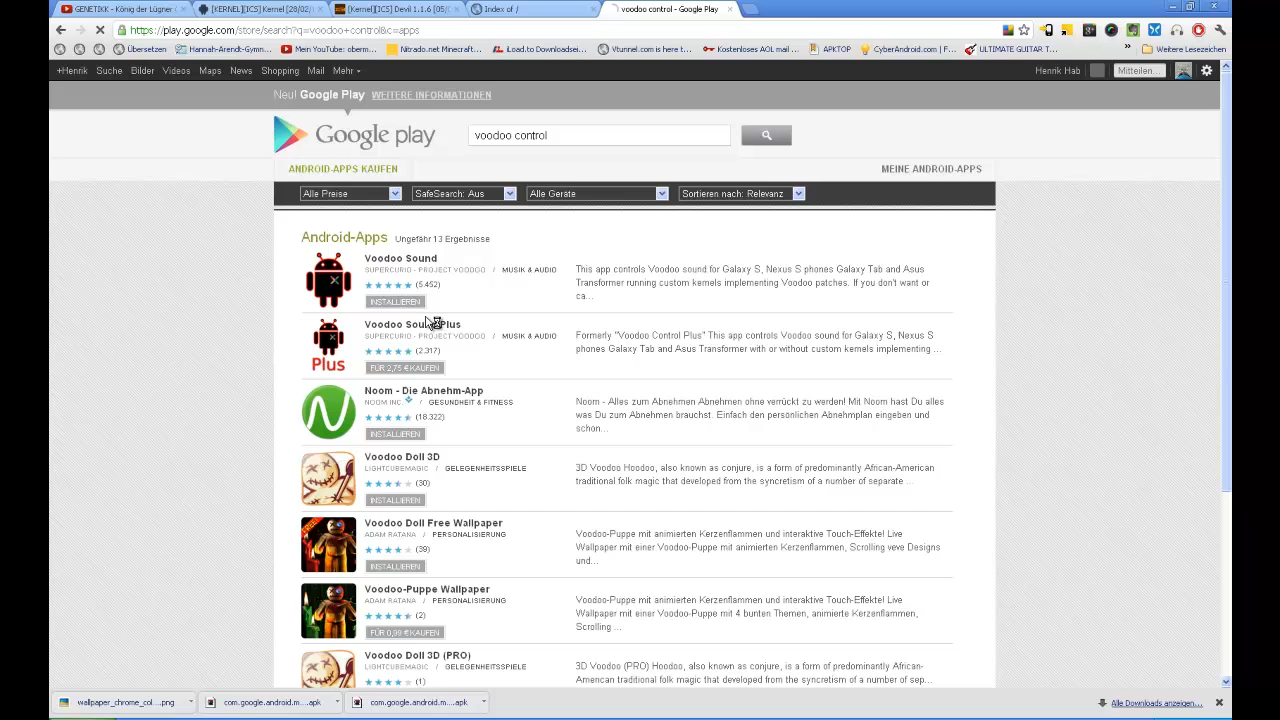 GENETIKK - König der Lügner
[KERNEL][ICS] Kernel [28/02/
[Kernel][ICS] Devil 1.1.6 [05/
Index of /
voodoo control - Google Play
https://play.google.com/store/search?q=voodoo+control&c=apps
Übersetzen
Hannah-Arendt-Gymn...
Mein YouTube: oberm...
Nitrado.net Minecraft...
iLoad.to Downloadsei...
Vtunnel.com is here t...
Kostenloses AOL mail ...
APKTOP
CyberAndroid.com | F...
ULTIMATE GUITAR T...
»
Weitere Lesezeichen
+Henrik Suche Bilder Videos Maps News Shopping Mail Mehr
Henrik Hab
Mitteilen...
Neu! Google Play WEITERE INFORMATIONEN
Google play
voodoo control
ANDROID-APPS KAUFEN
MEINE ANDROID-APPS
Alle Preise
SafeSearch: Aus
Alle Geräte
Sortieren nach: Relevanz
Android-Apps Ungefähr 13 Ergebnisse
Voodoo Sound
SUPERCURIO - PROJECT VOODOO / MUSIK & AUDIO
(5.452)
INSTALLIEREN
This app controls Voodoo sound for Galaxy S, Nexus S phones Galaxy Tab and Asus
Transformer running custom kernels implementing Voodoo patches. If you don't want or
ca...
Plus
Voodoo Sound Plus
SUPERCURIO - PROJECT VOODOO / MUSIK & AUDIO
(2.317)
FÜR 2,75 € KAUFEN
Formerly "Voodoo Control Plus" This app controls Voodoo sound for Galaxy S, Nexus S
phones Galaxy Tab and Asus Transformer with or without custom kernels implementing ...
Noom - Die Abnehm-App
NOOM INC. / GESUNDHEIT & FITNESS
(18.322)
INSTALLIEREN
Noom - Alles zum Abnehmen Abnehmen ohne verrückt zu werden! Mit Noom hast Du alles
was Du zum Abnehmen brauchst. Einfach den persönlichen Abnehmplan eingeben und
schon...
Voodoo Doll 3D
LIGHTCUBEMAGIC / GELEGENHEITSSPIELE
(30)
INSTALLIEREN
3D Voodoo Hoodoo, also known as conjure, is a form of predominantly African-American
traditional folk magic that developed from the syncretism of a number of separate ...
Voodoo Doll Free Wallpaper
ADAM RATANA / PERSONALISIERUNG
(39)
INSTALLIEREN
Voodoo-Puppe mit animierten Kerzenflammen und interaktive Touch-Effekte! Live
Wallpaper mit einer Voodoo-Puppe mit animierten Kerzenflammen, Scrolling veve Designs
und...
Voodoo-Puppe Wallpaper
ADAM RATANA / PERSONALISIERUNG
(2)
FÜR 0,99 € KAUFEN
Voodoo-Puppe mit animierten Kerzenflammen und interaktive Touch-Effekte! Live
Wallpaper mit einer Voodoo-Puppe mit 4 bunten Themen, animierte Kerzenflammen,
Scrolling ...
Voodoo Doll 3D (PRO)
LIGHTCUBEMAGIC / GELEGENHEITSSPIELE
(1)
3D Voodoo (PRO) Hoodoo, also known as conjure, is a form of predominantly African-
American traditional folk magic that developed from the syncretism of a number of sep...
wallpaper_chrome_col....png
com.google.android.m....apk
com.google.android.m....apk
Alle Downloads anzeigen...